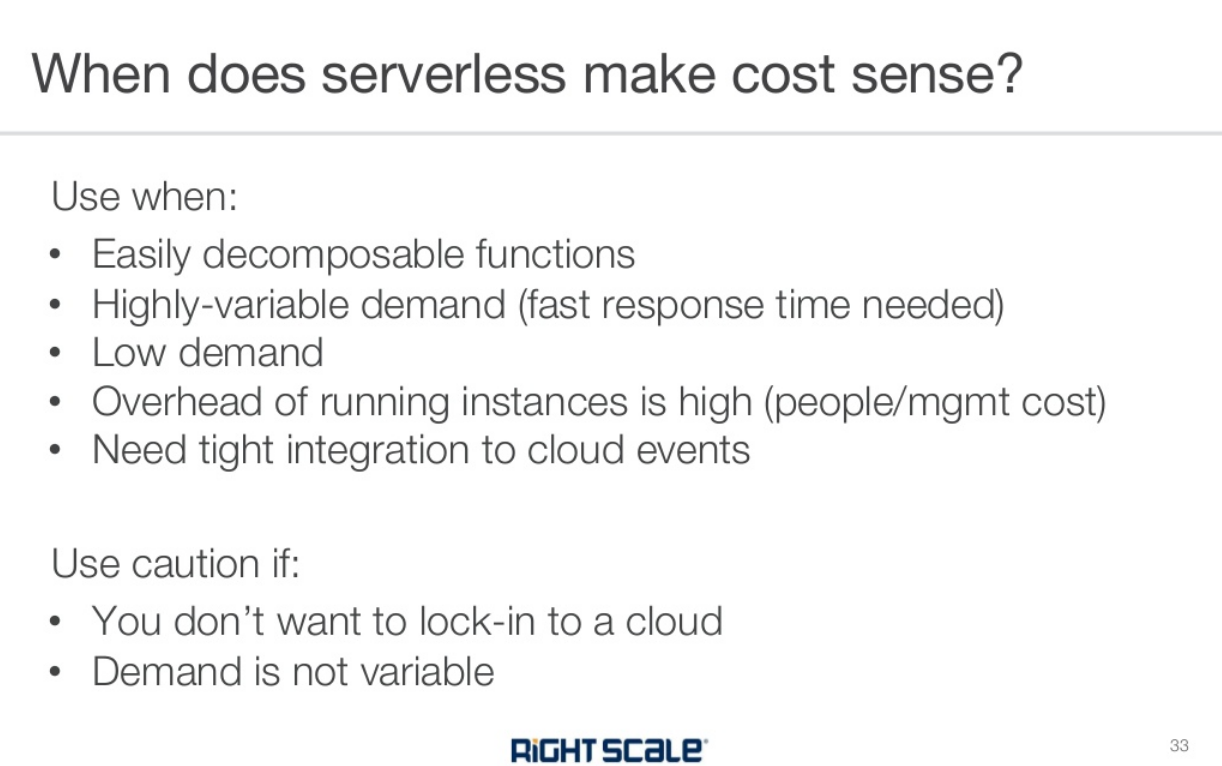 When does serverless make cost sense?
Use when:
• Easily decomposable functions
• Highly-variable demand (fast response time needed)
• Low demand
• Overhead of running instances is high (people/mgmt cost)
• Need tight integration to cloud events
Use caution if:
• You don’t want to lock-in to a cloud
• Demand is not variable
RIGHT SCALE®
33